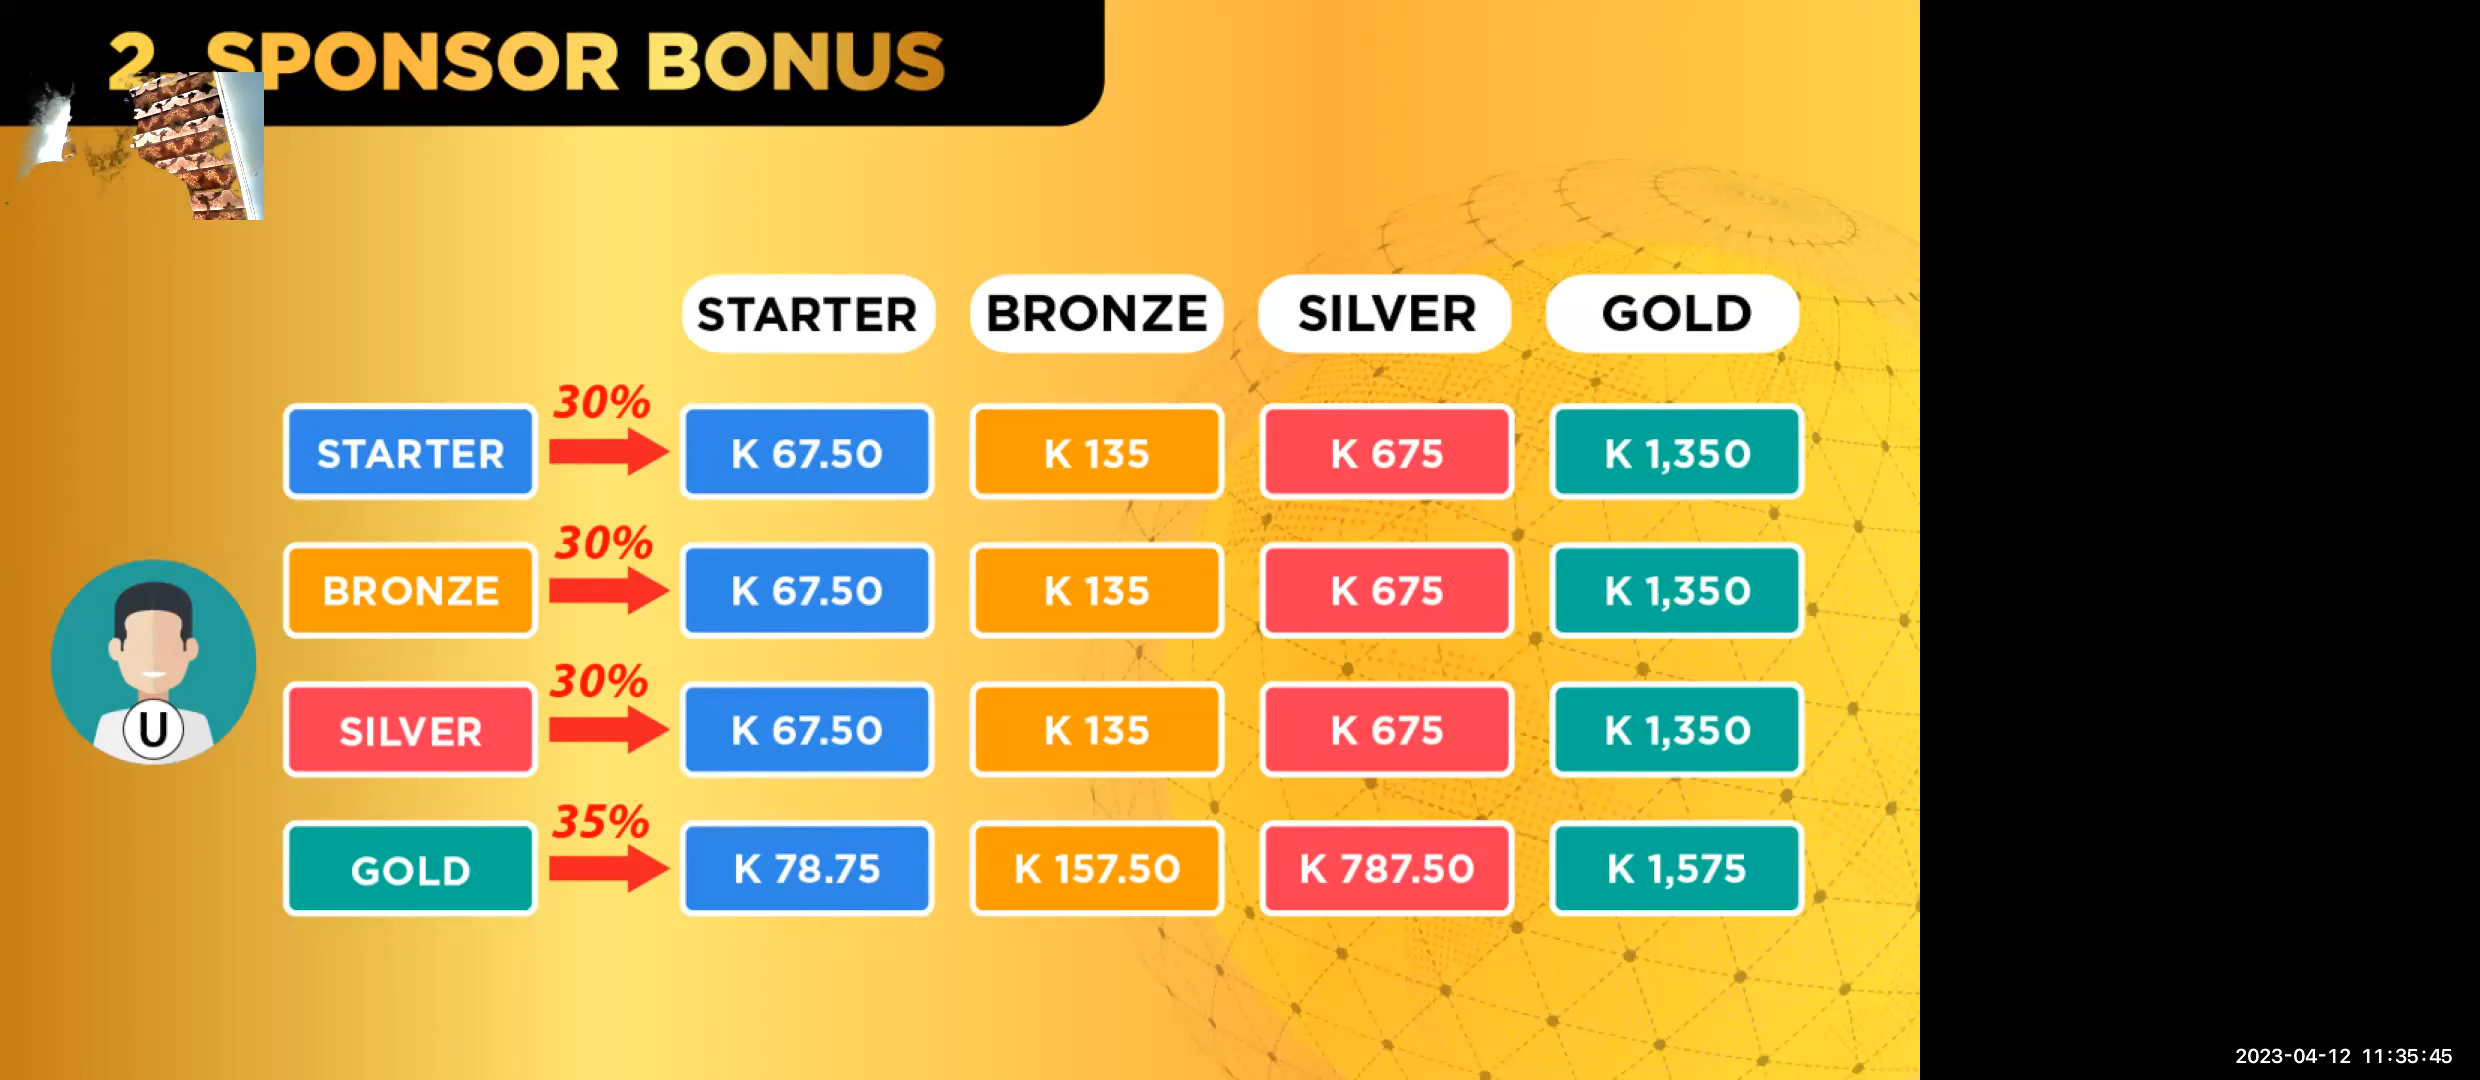 2. SPONSOR BONUS
STARTER BRONZE SILVER GOLD
30%
STARTER K 67.50 K 135 K 675 K 1,350
30%
BRONZE K 67.50 K 135 K 675 K 1,350
30%
SILVER K 67.50 K 135 K 675 K 1,350
U
35%
GOLD K 78.75 K 157.50 K 787.50 K 1,575
2023-04-12 11:35:45